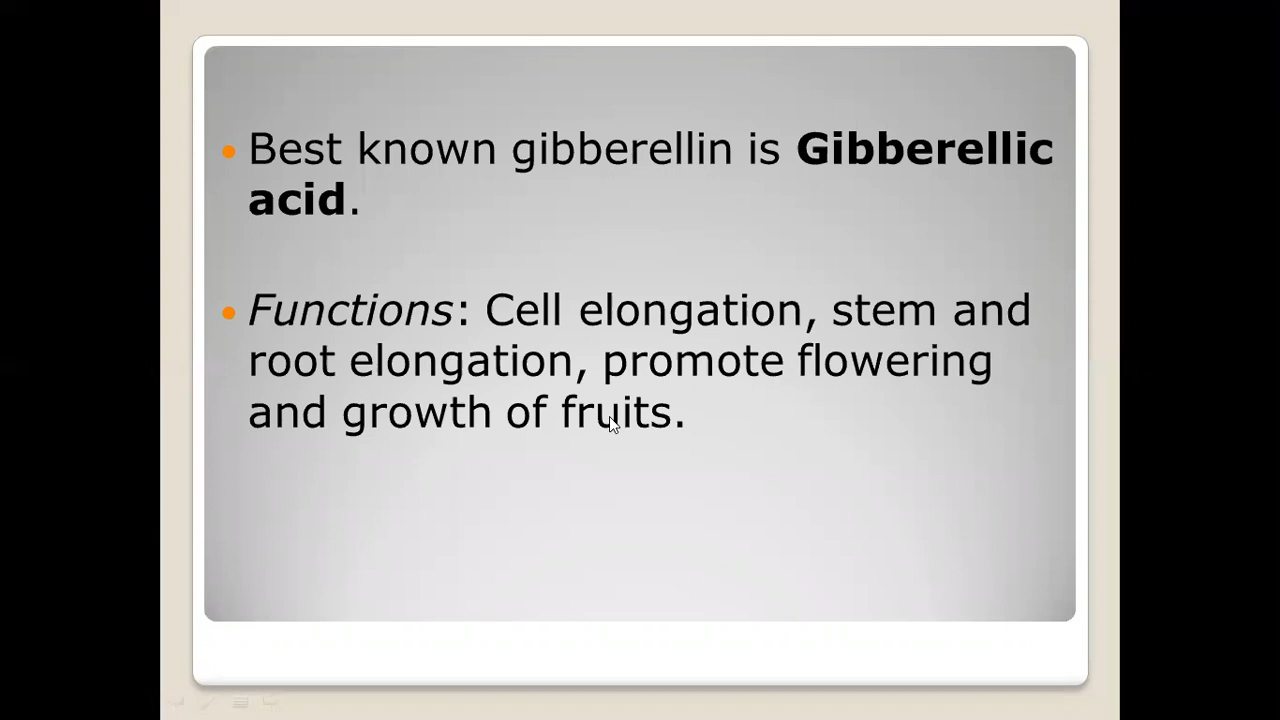 • Best known gibberellin is Gibberellic
acid.
• Functions: Cell elongation, stem and
root elongation, promote flowering
and growth of fruits.